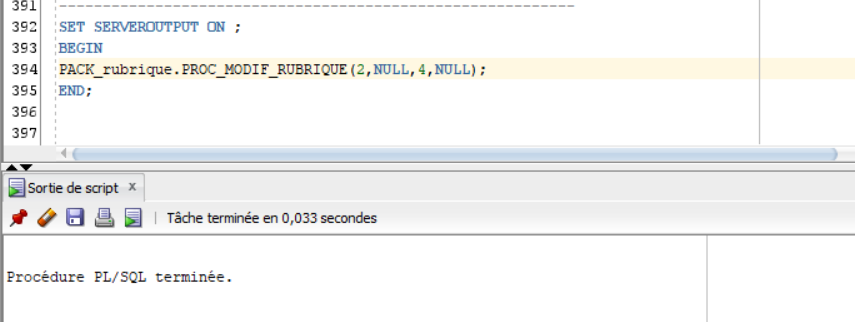 391 ------------------------------------------------------------
392 SET SERVEROUTPUT ON ;
393 BEGIN
394 PACK_rubrique.PROC_MODIF_RUBRIQUE(2,NULL,4,NULL);
395 END;
396
397
Sortie de script x
Tâche terminée en 0,033 secondes
Procédure PL/SQL terminée.